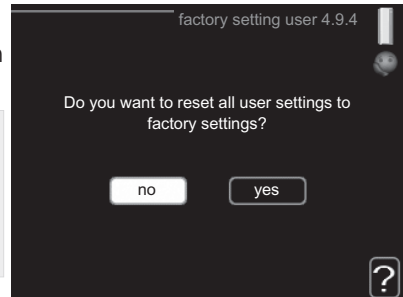 factory setting user 4.9.4
Do you want to reset all user settings to
factory settings?
no
yes
?